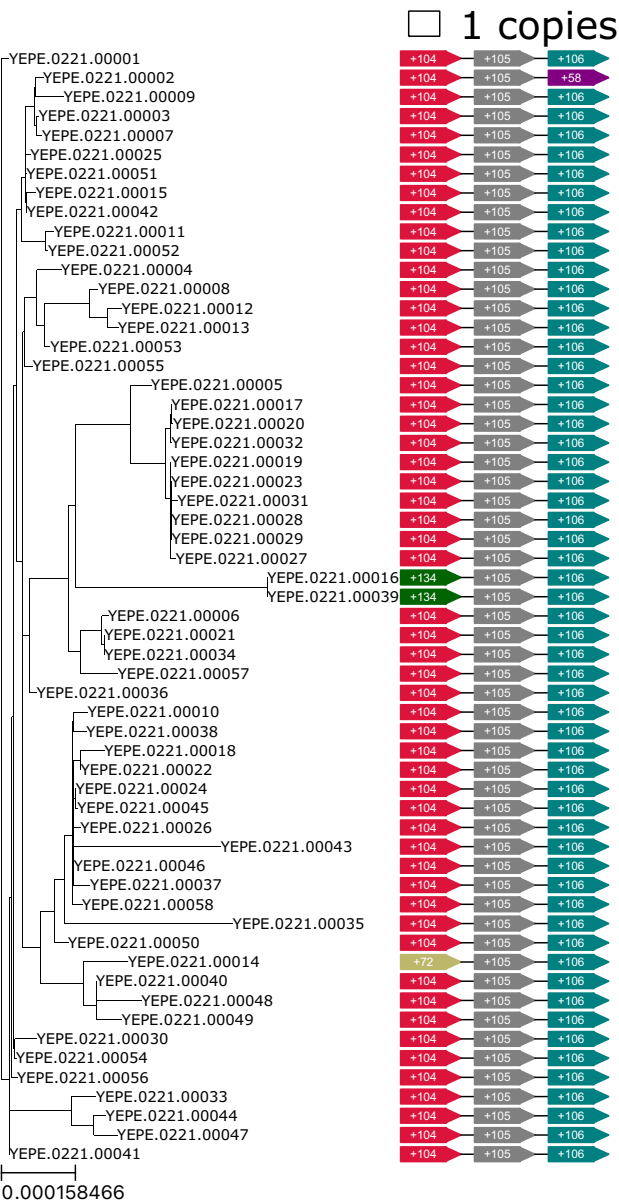 1 copies
YEPE.0221.00001 +104 +105 +106
YEPE.0221.00002 +104 +105 +58
YEPE.0221.00009 +104 +105 +106
YEPE.0221.00003 +104 +105 +106
YEPE.0221.00007 +104 +105 +106
YEPE.0221.00025 +104 +105 +106
YEPE.0221.00051 +104 +105 +106
YEPE.0221.00015 +104 +105 +106
YEPE.0221.00042 +104 +105 +106
YEPE.0221.00011 +104 +105 +106
YEPE.0221.00052 +104 +105 +106
YEPE.0221.00004 +104 +105 +106
YEPE.0221.00008 +104 +105 +106
YEPE.0221.00012 +104 +105 +106
YEPE.0221.00013 +104 +105 +106
YEPE.0221.00053 +104 +105 +106
YEPE.0221.00055 +104 +105 +106
YEPE.0221.00005 +104 +105 +106
YEPE.0221.00017 +104 +105 +106
YEPE.0221.00020 +104 +105 +106
YEPE.0221.00032 +104 +105 +106
YEPE.0221.00019 +104 +105 +106
YEPE.0221.00023 +104 +105 +106
YEPE.0221.00031 +104 +105 +106
YEPE.0221.00028 +104 +105 +106
YEPE.0221.00029 +104 +105 +106
YEPE.0221.00027 +104 +105 +106
YEPE.0221.00016 +134 +105 +106
YEPE.0221.00039 +134 +105 +106
YEPE.0221.00006 +104 +105 +106
YEPE.0221.00021 +104 +105 +106
YEPE.0221.00034 +104 +105 +106
YEPE.0221.00057 +104 +105 +106
YEPE.0221.00036 +104 +105 +106
YEPE.0221.00010 +104 +105 +106
YEPE.0221.00038 +104 +105 +106
YEPE.0221.00018 +104 +105 +106
YEPE.0221.00022 +104 +105 +106
YEPE.0221.00024 +104 +105 +106
YEPE.0221.00045 +104 +105 +106
YEPE.0221.00026 +104 +105 +106
YEPE.0221.00043 +104 +105 +106
YEPE.0221.00046 +104 +105 +106
YEPE.0221.00037 +104 +105 +106
YEPE.0221.00058 +104 +105 +106
YEPE.0221.00035 +104 +105 +106
YEPE.0221.00050 +104 +105 +106
YEPE.0221.00014 +72 +105 +106
YEPE.0221.00040 +104 +105 +106
YEPE.0221.00048 +104 +105 +106
YEPE.0221.00049 +104 +105 +106
YEPE.0221.00030 +104 +105 +106
YEPE.0221.00054 +104 +105 +106
YEPE.0221.00056 +104 +105 +106
YEPE.0221.00033 +104 +105 +106
YEPE.0221.00044 +104 +105 +106
YEPE.0221.00047 +104 +105 +106
YEPE.0221.00041 +104 +105 +106
0.000158466